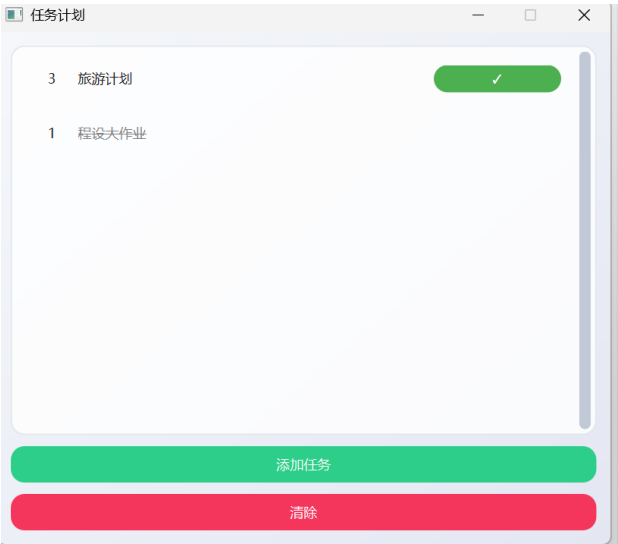 任务计划
3 旅游计划 ✓
1 程设大作业
添加任务
清除